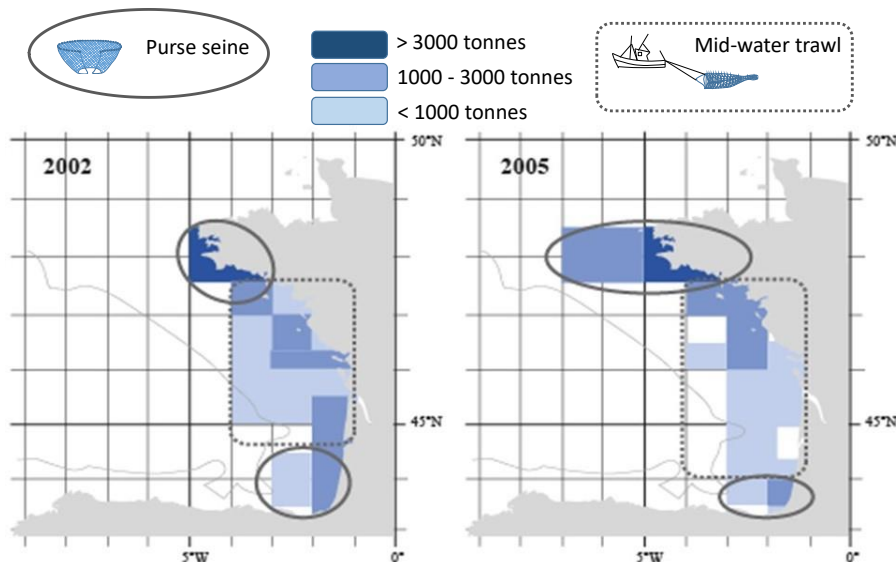 Purse seine
> 3000 tonnes
1000 - 3000 tonnes
< 1000 tonnes
Mid-water trawl
2002
50°N
45°N
5°W
0°
2005
50°N
45°N
5°W
0°